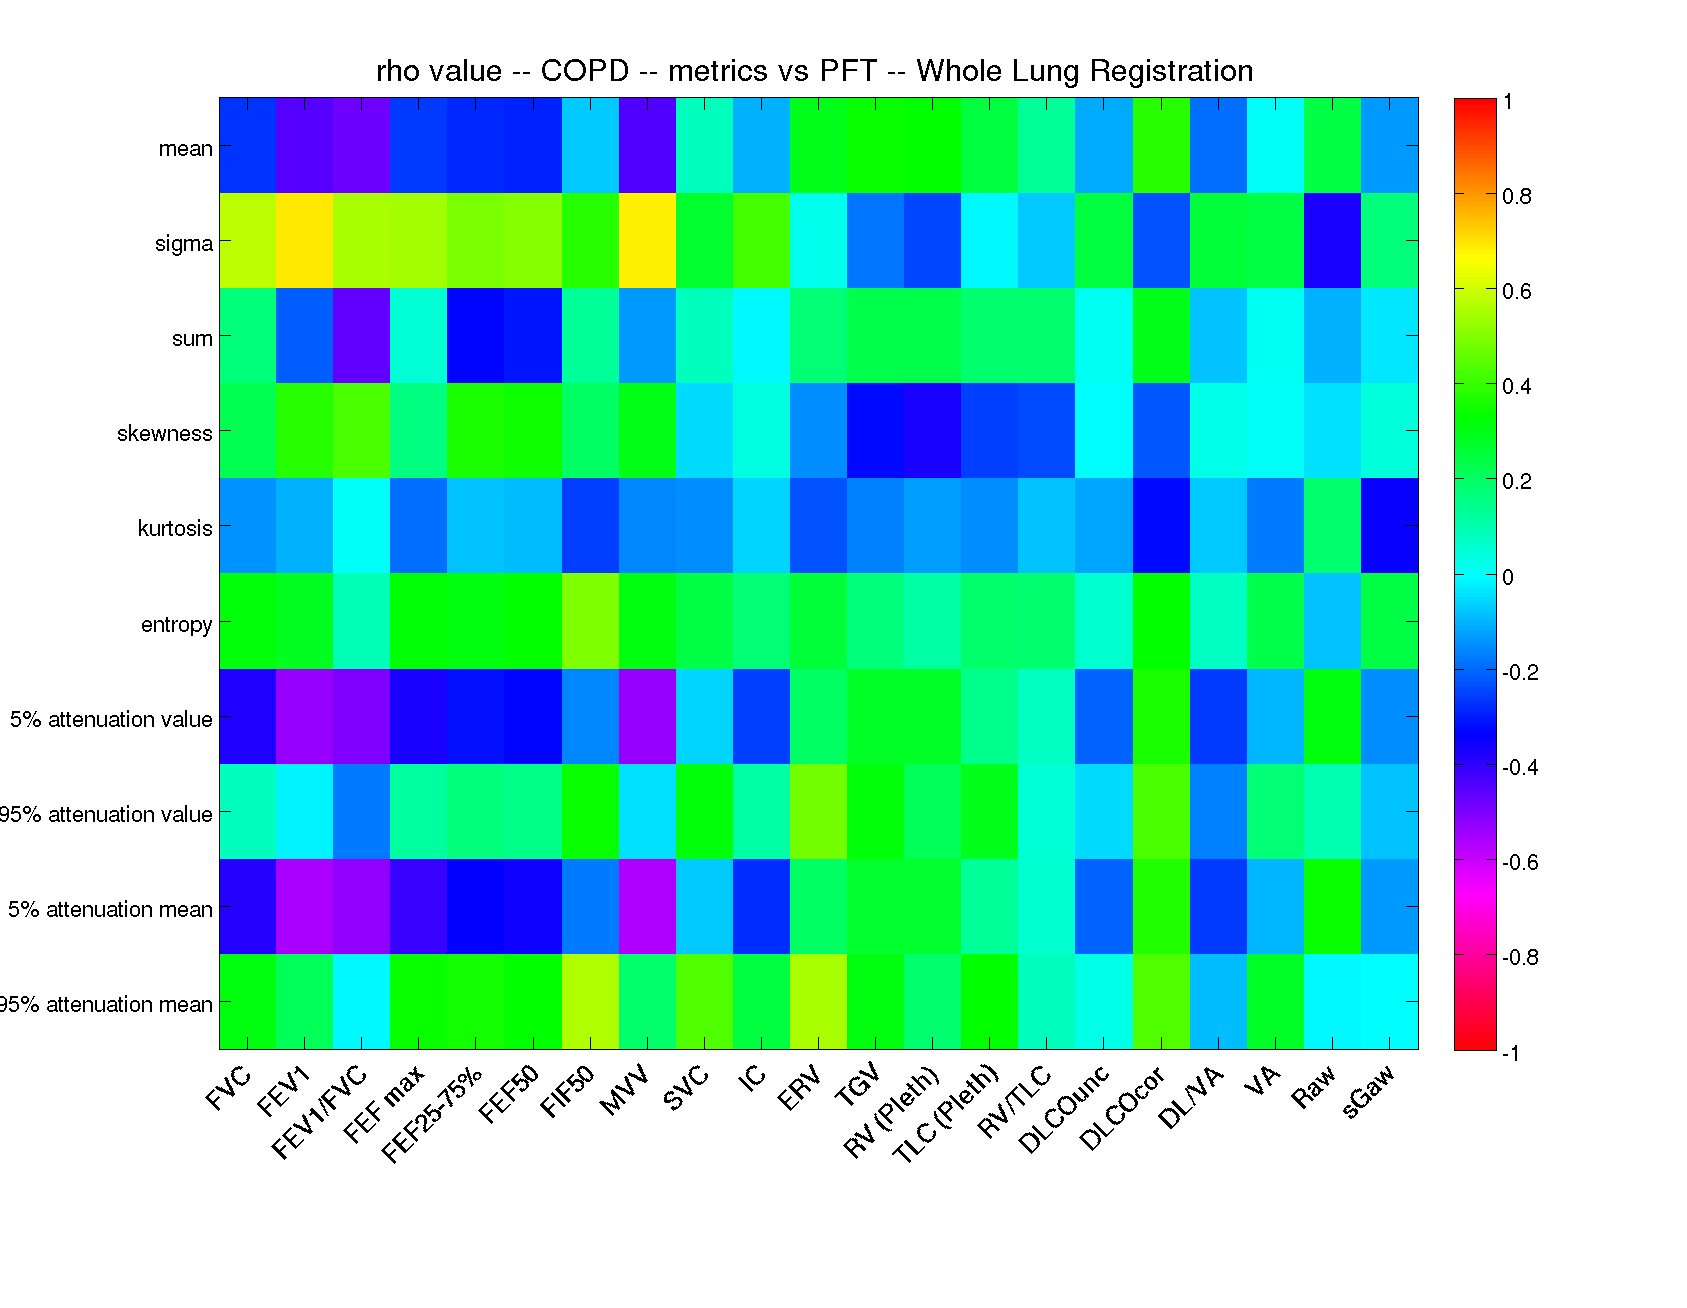 rho value -- COPD -- metrics vs PFT -- Whole Lung Registration
mean
sigma
sum
skewness
kurtosis
entropy
5% attenuation value
95% attenuation value
5% attenuation mean
95% attenuation mean
FVC
FEV1
FEV1/FVC
FEF max
FEF25-75%
FEF50
FIF50
MVV
SVC
IC
ERV
TGV
RV (Pleth)
TLC (Pleth)
RV/TLC
DLCOunc
DLCOcor
DL/VA
VA
Raw
sGaw
1
0.8
0.6
0.4
0.2
0
-0.2
-0.4
-0.6
-0.8
-1